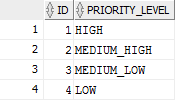 ID PRIORITY_LEVEL
1 1 HIGH
2 2 MEDIUM_HIGH
3 3 MEDIUM_LOW
4 4 LOW